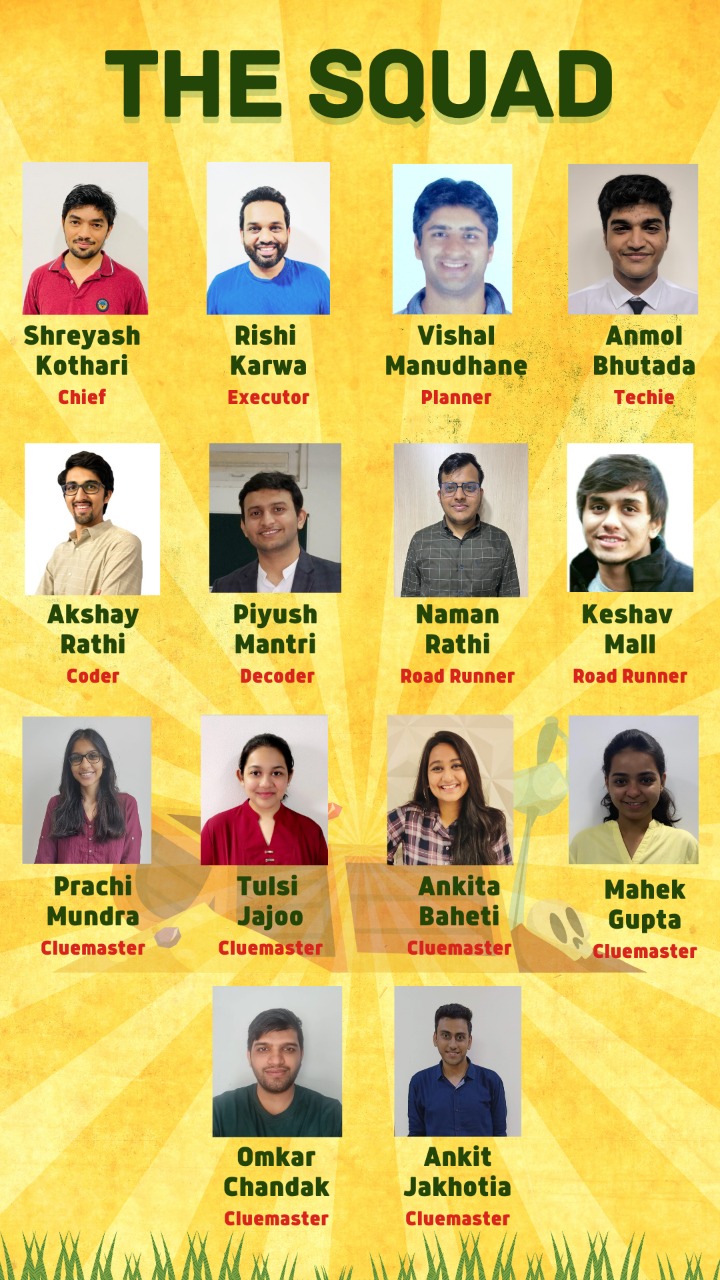 THE SQUAD
Shreyash
Kothari
Chief
Rishi
Karwa
Executor
Vishal
Manudhane
Planner
Anmol
Bhutada
Techie
Akshay
Rathi
Coder
Piyush
Mantri
Decoder
Naman
Rathi
Road Runner
Keshav
Mall
Road Runner
Prachi
Mundra
Cluemaster
Tulsi
Jajoo
Cluemaster
Ankita
Baheti
Cluemaster
Mahek
Gupta
Cluemaster
Omkar
Chandak
Cluemaster
Ankit
Jakhotia
Cluemaster